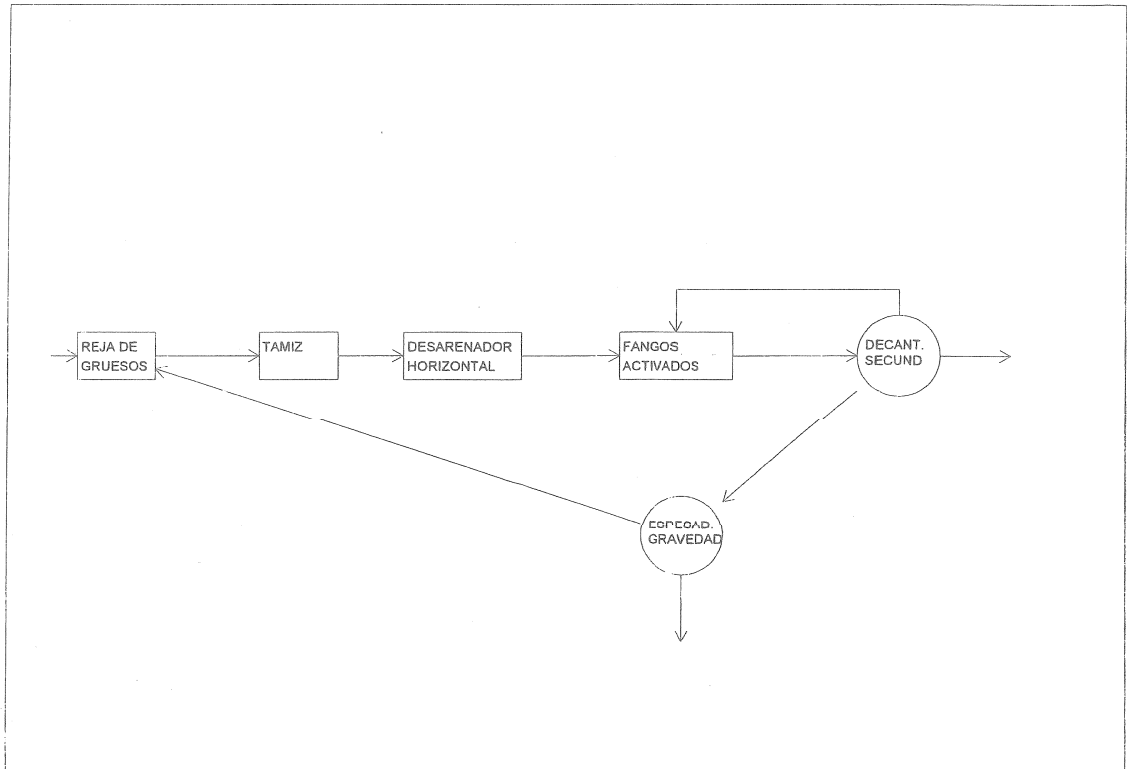 REJA DE
GRUESOS
TAMIZ
DESARENADOR
HORIZONTAL
FANGOS
ACTIVADOS
DECANT.
SECUND
GRAVEDAD